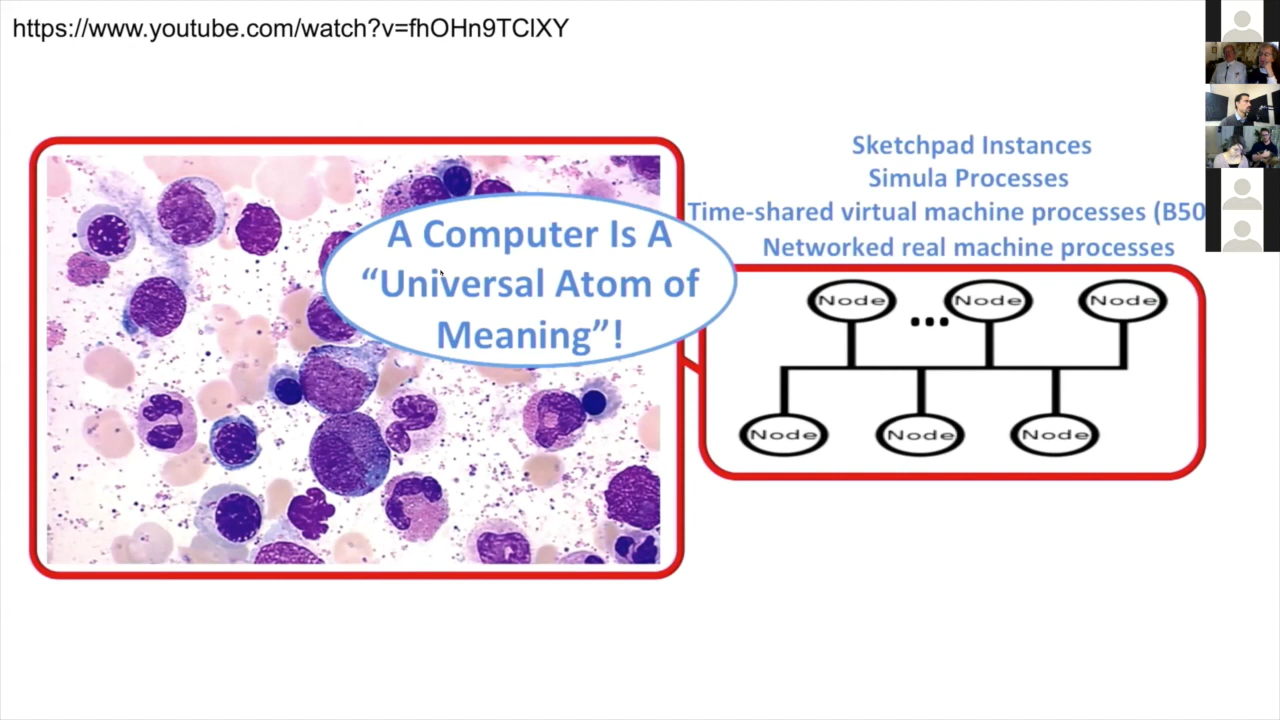 https://www.youtube.com/watch?v=fhOHn9TClXY
A Computer Is A
“Universal Atom of
Meaning”!
Sketchpad Instances
Simula Processes
Time-shared virtual machine processes (B50
Networked real machine processes
Node
...
Node
Node
Node
Node
Node